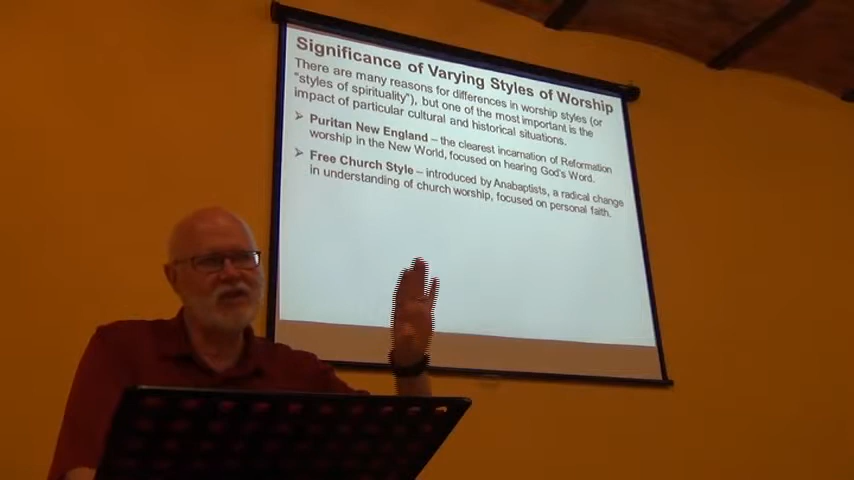 Significance of Varying Styles of Worship
There are many reasons for differences in worship styles (or
"styles of spirituality"), but one of the most important is the
impact of particular cultural and historical situations.
➢ Puritan New England – the clearest incarnation of Reformation
worship in the New World, focused on hearing God's Word.
➢ Free Church Style – introduced by Anabaptists, a radical change
in understanding of church worship, focused on personal faith.